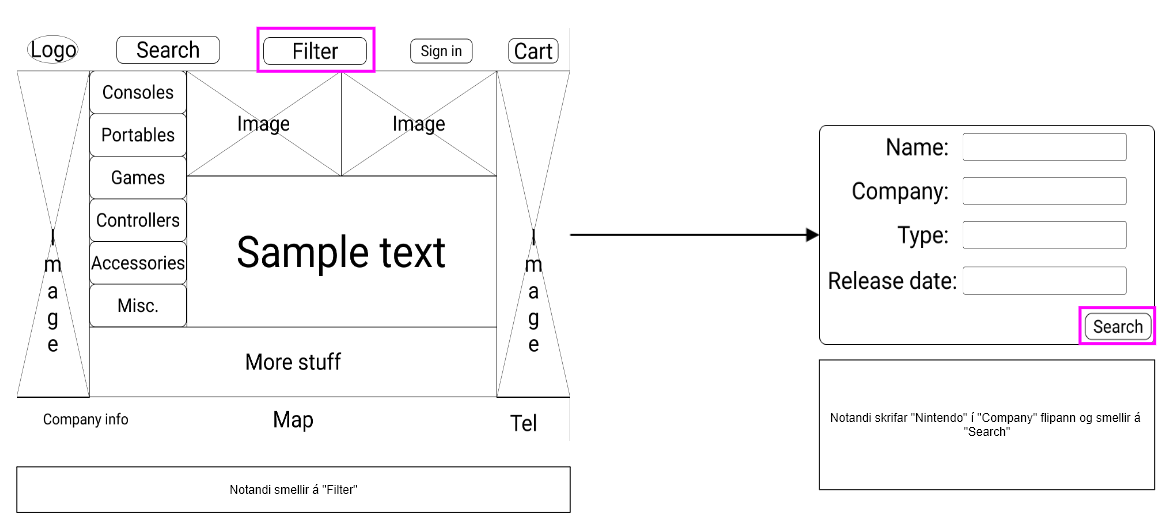 Logo
Search
Filter
Sign in
Cart
Consoles
Portables
Games
Controllers
Accessories
Misc.
Image
Image
Image
Image
Sample text
More stuff
Company info
Map
Tel
Notandi smellir á "Filter"
Name:
Company:
Type:
Release date:
Search
Notandi skrifar "Nintendo" í "Company" flipann og smellir á
"Search"